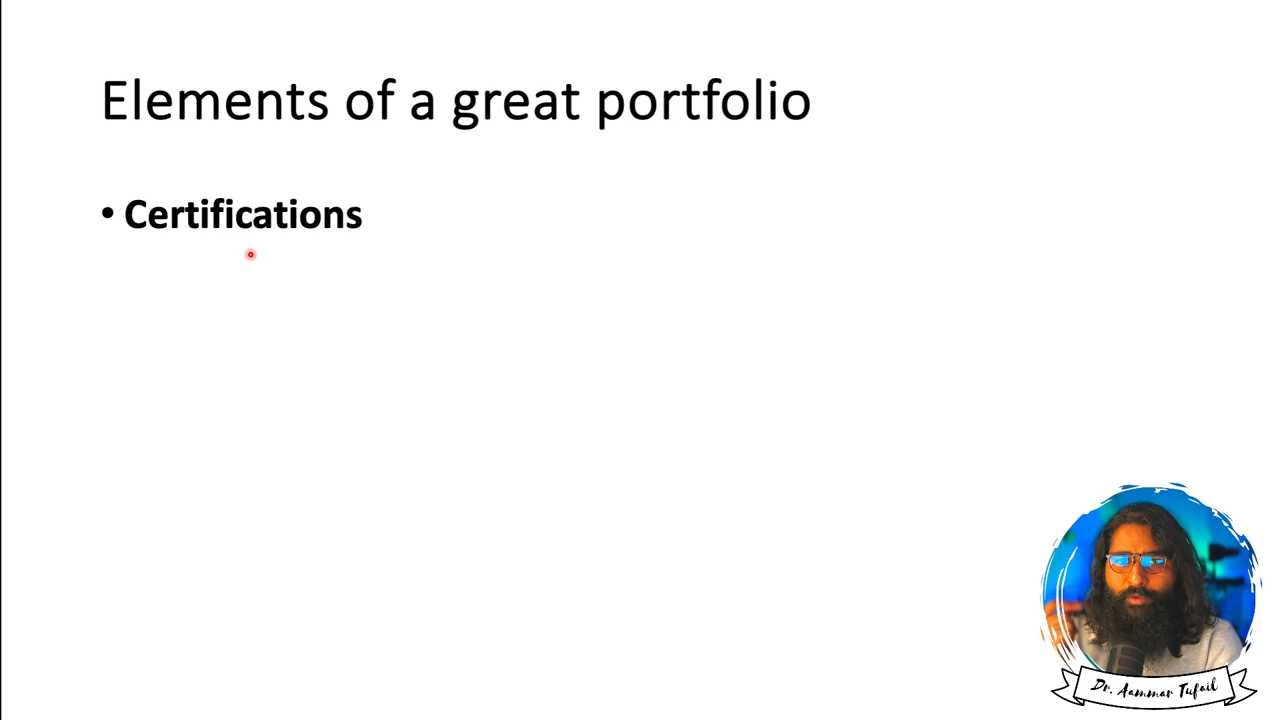 Elements of a great portfolio
• Certifications
Dr. Aammar Tufail